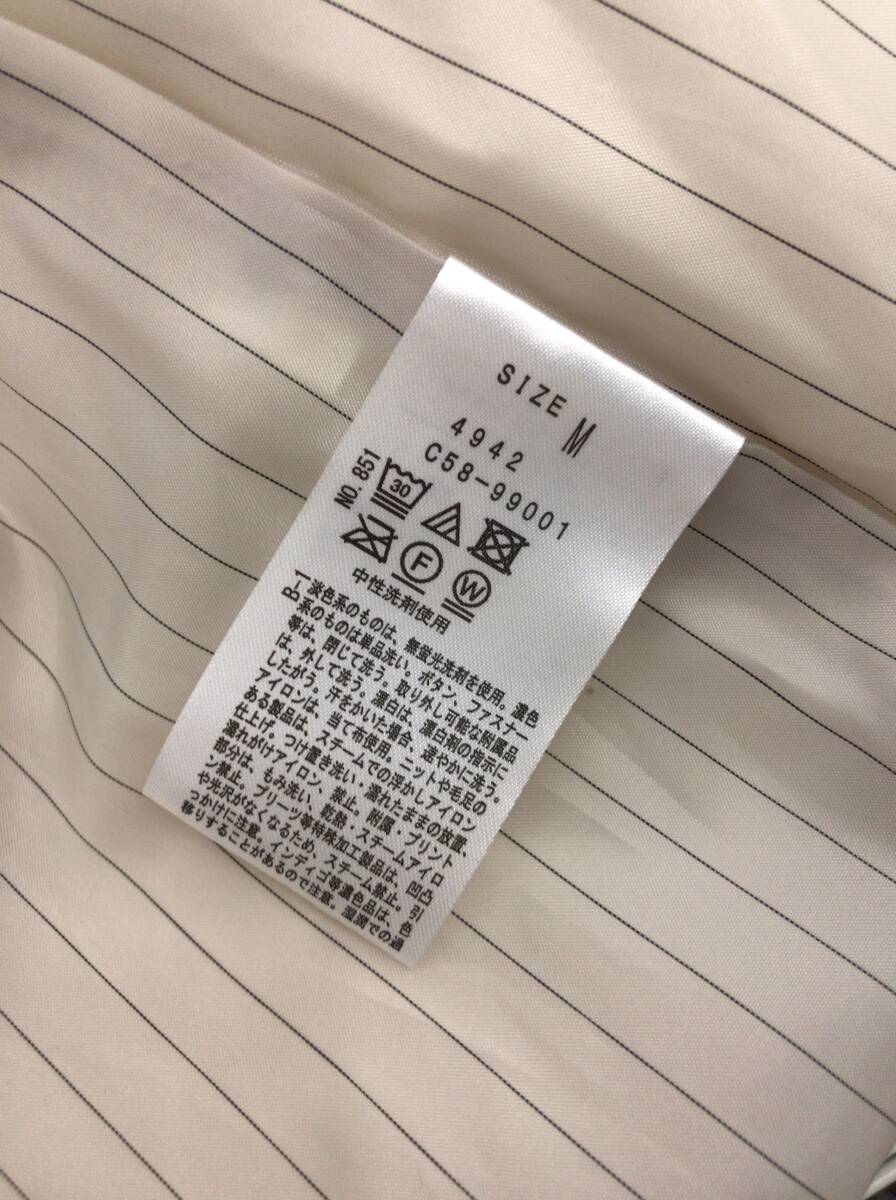 SIZE M
4942
C58-99001
NO. 851
30
F
W
中性洗剤使用
B-1
淡色系のものは、無蛍光洗剤を使用。濃色
系のものは単品洗い。ボタン、ファスナー
等は、閉じて洗う。取り外し可能な附属品
は、外して洗う。漂白は、漂白剤の指示に
したがう。汗をかいた場合、速やかに洗う。
アイロンは、当て布使用。ニットや毛足の
ある製品は、スチームでの浮かしアイロン
仕上げ。つけ置き洗い・濡れたままの放置、
濡れがけアイロン、禁止。附属・プリント
部分は、もみ洗い、乾熱・スチームアイロ
ン禁止。プリーツ等特殊加工製品は、凹凸
や光沢がなくなるため、スチーム禁止。引
つかけに注意。インディゴ等濃色品は、色
移りすることがあるので注意。湿潤での過